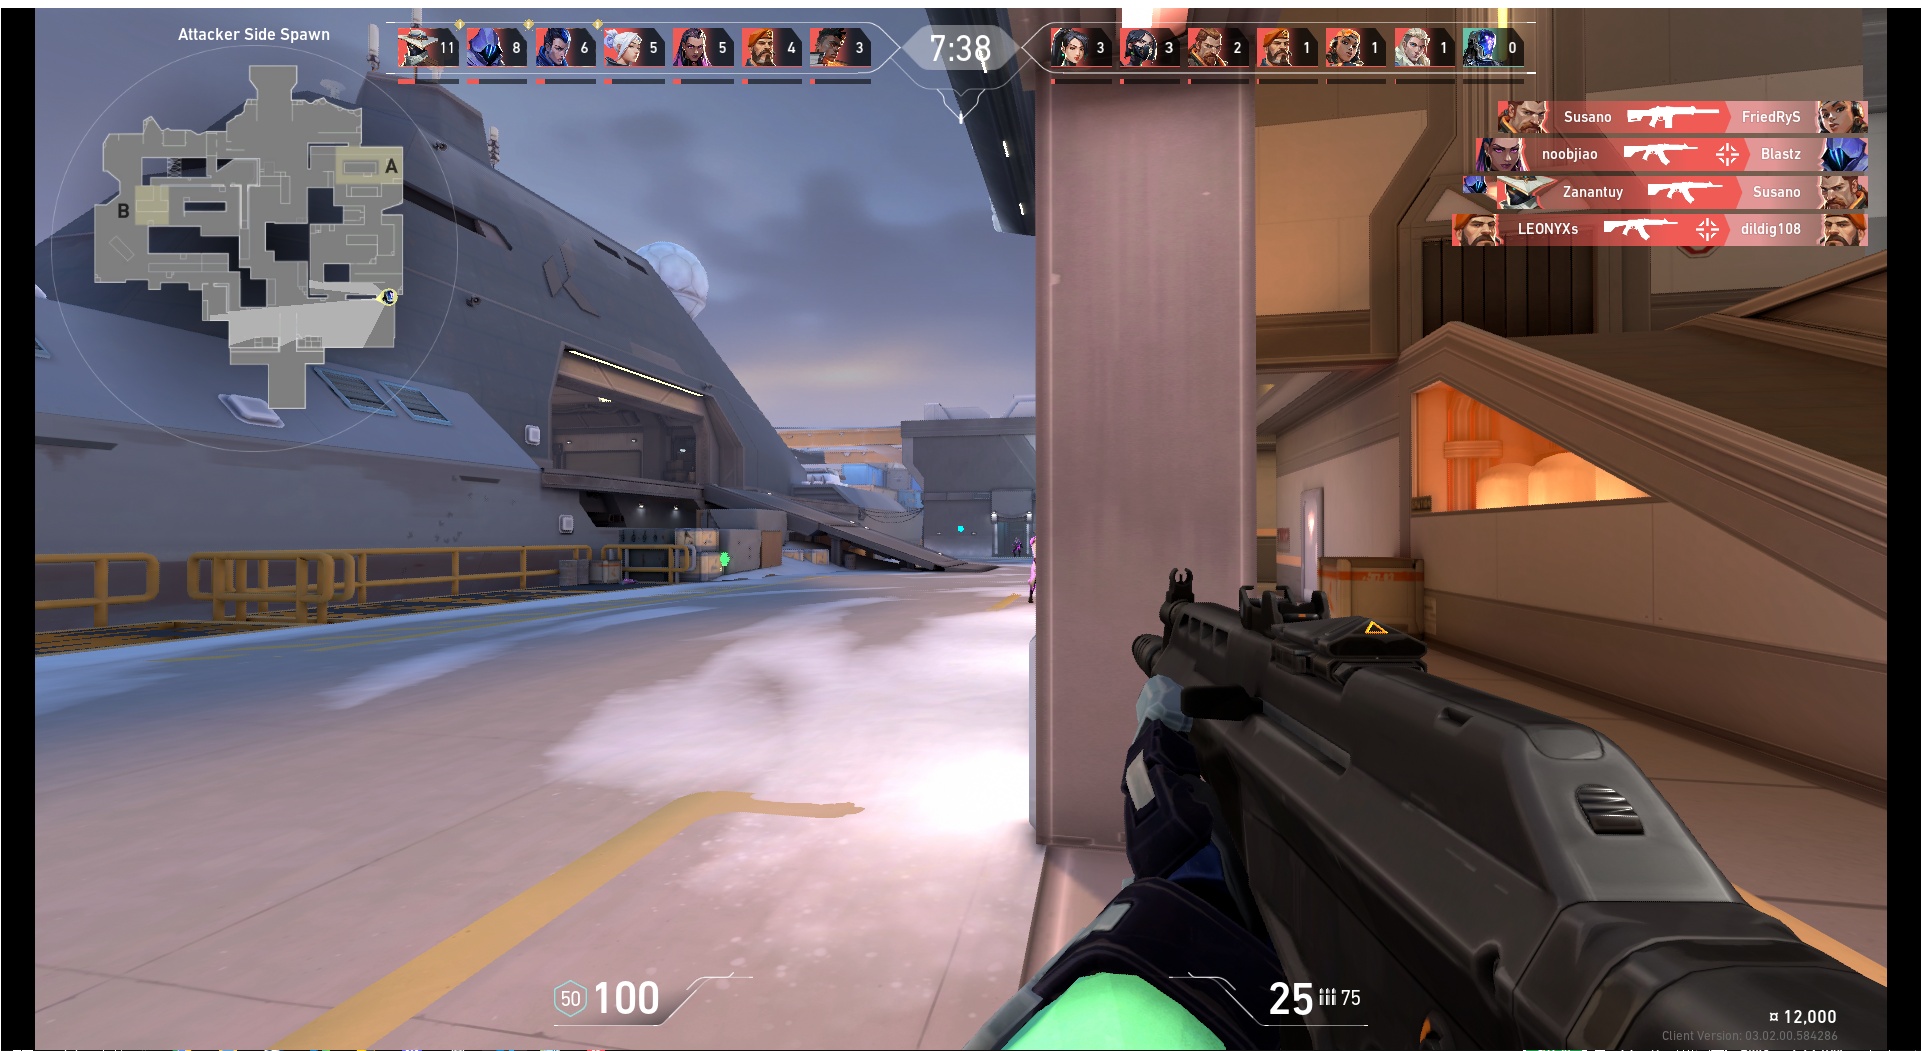 Attacker Side Spawn
11 8 6 5 5 4 3 7:38 3 3 2 1 1 1 0
Susano FriedRyS
noobjiao Blastz
Zanantuy Susano
LEONYXs dildig108
A
B
50 100
25 75
¤ 12,000
Client Version: 03.02.00.584286